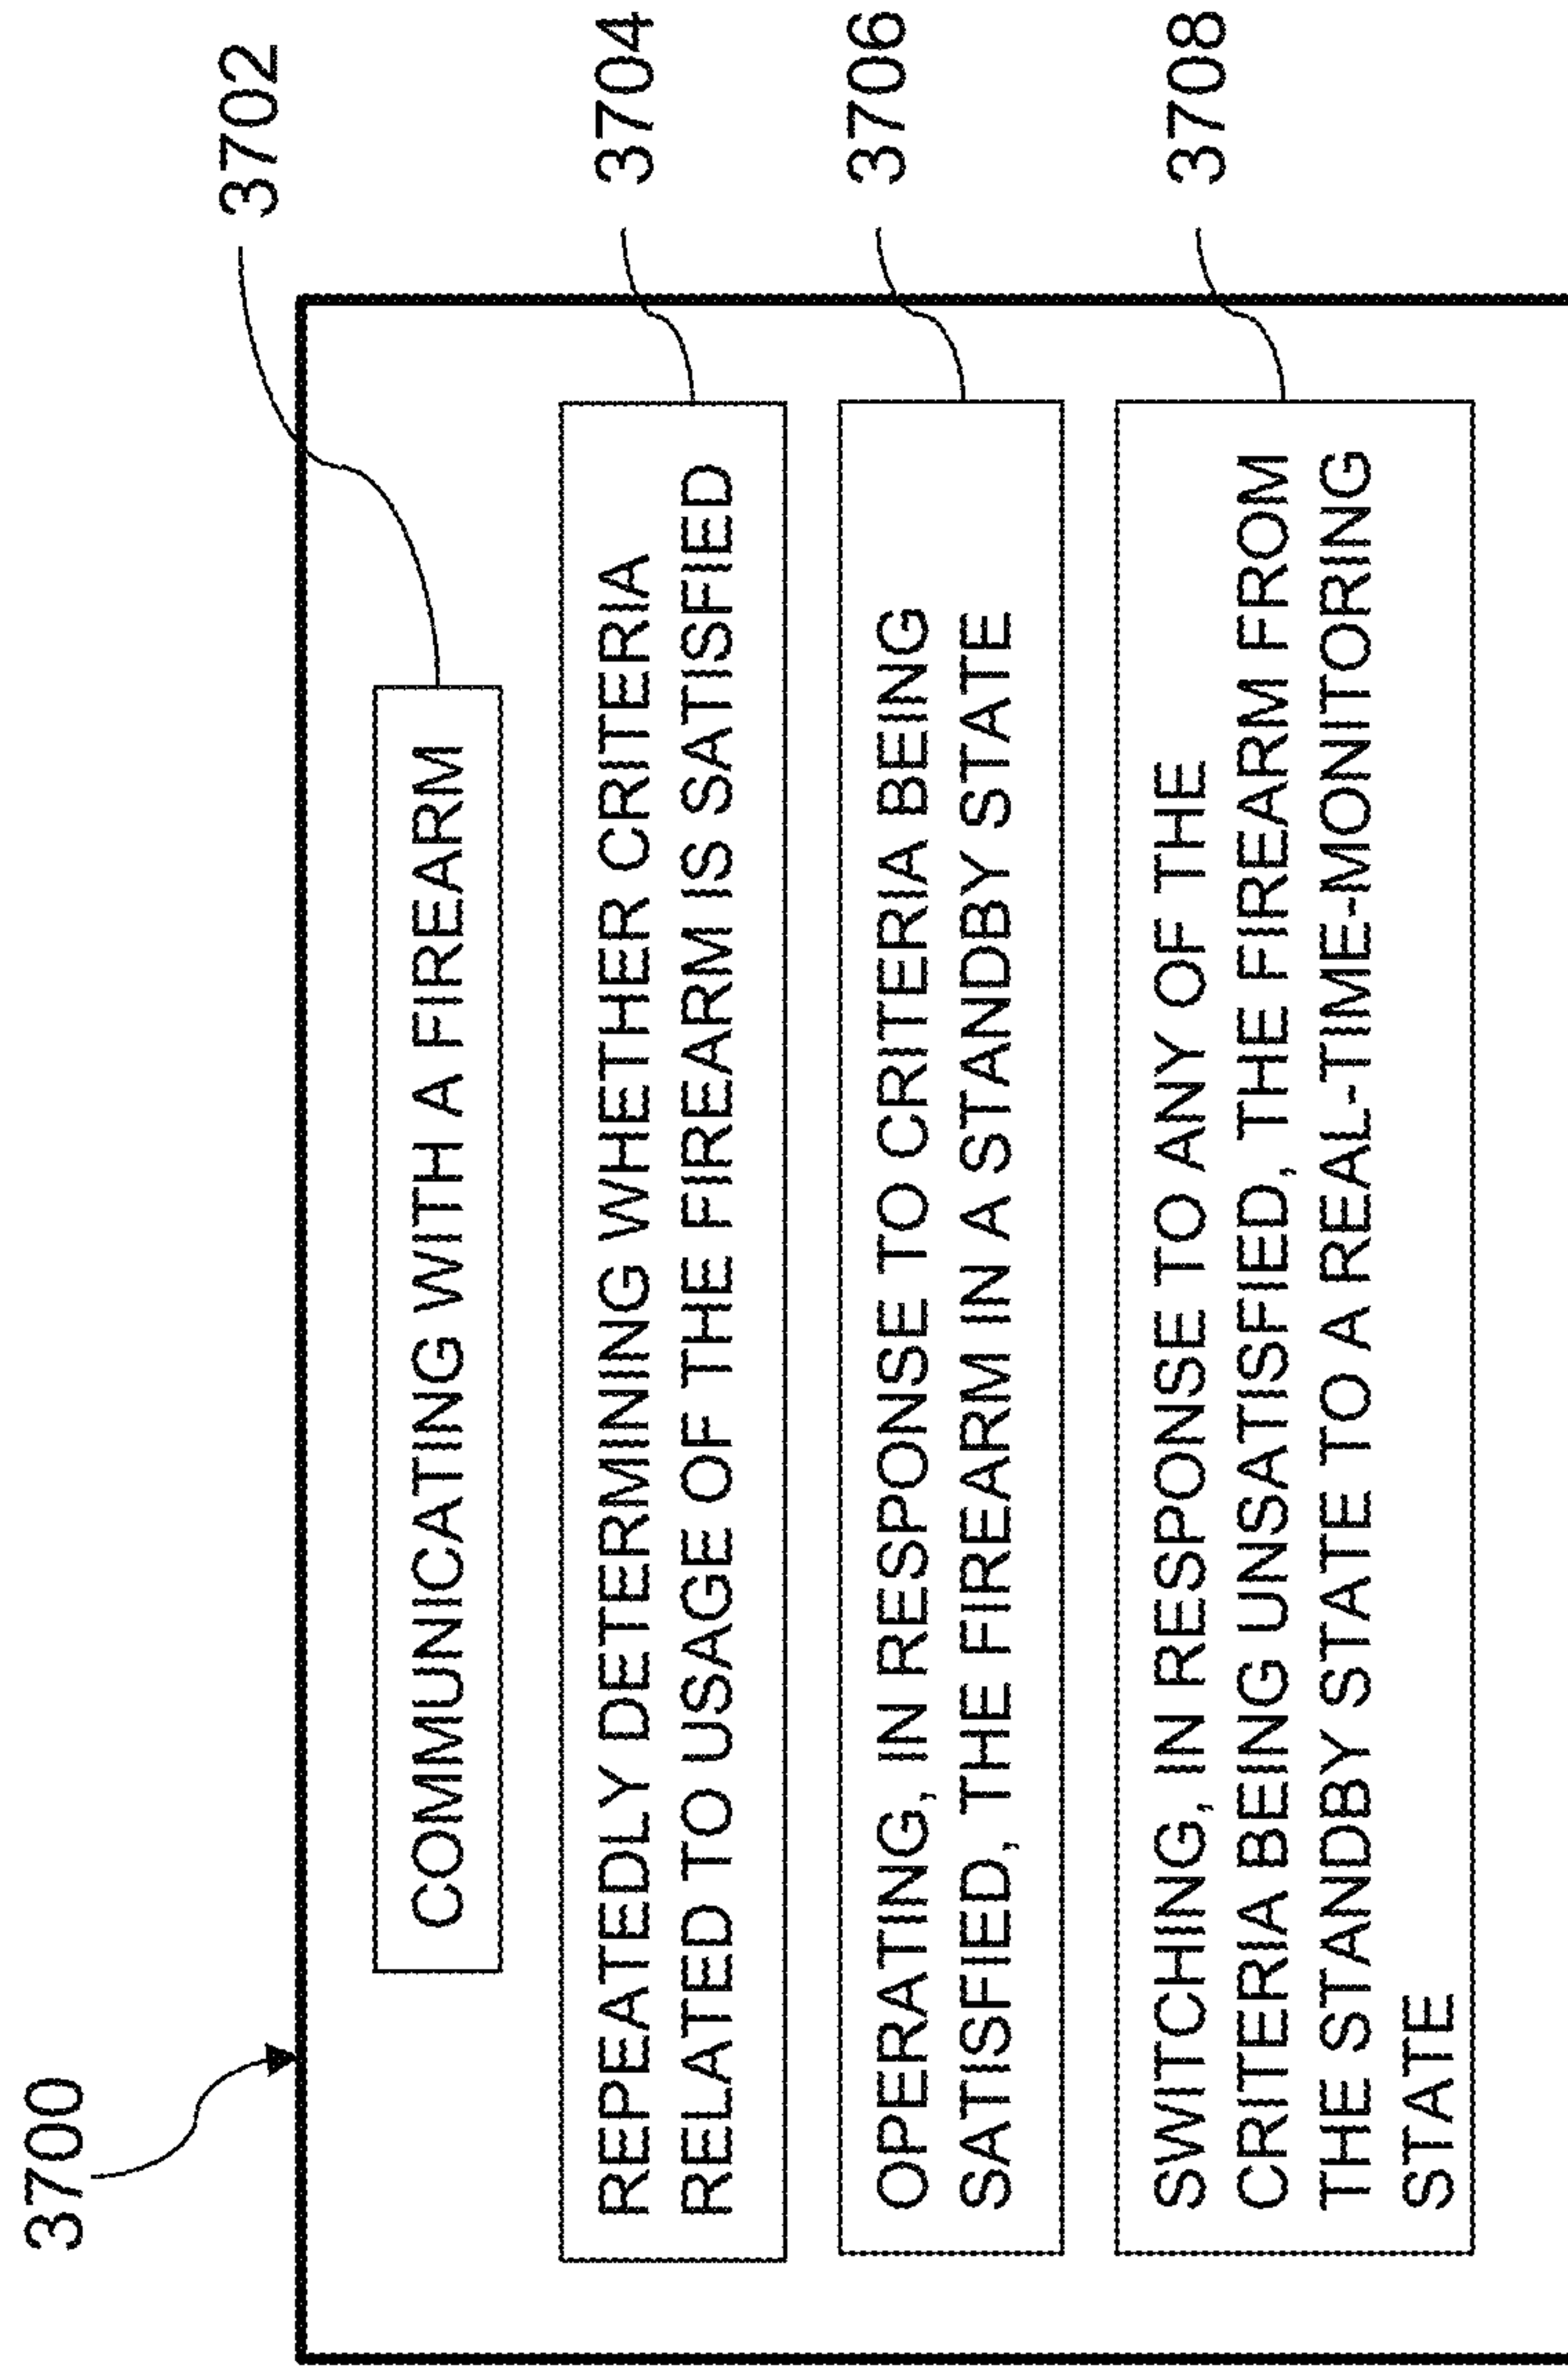 3700
3702
COMMUNICATING WITH A FIREARM
3704
REPEATEDLY DETERMINING WHETHER CRITERIA
RELATED TO USAGE OF THE FIREARM IS SATISFIED
3706
OPERATING, IN RESPONSE TO CRITERIA BEING
SATISFIED, THE FIREARM IN A STANDBY STATE
3708
SWITCHING, IN RESPONSE TO ANY OF THE
CRITERIA BEING UNSATISFIED, THE FIREARM FROM
THE STANDBY STATE TO A REAL-TIME-MONITORING
STATE